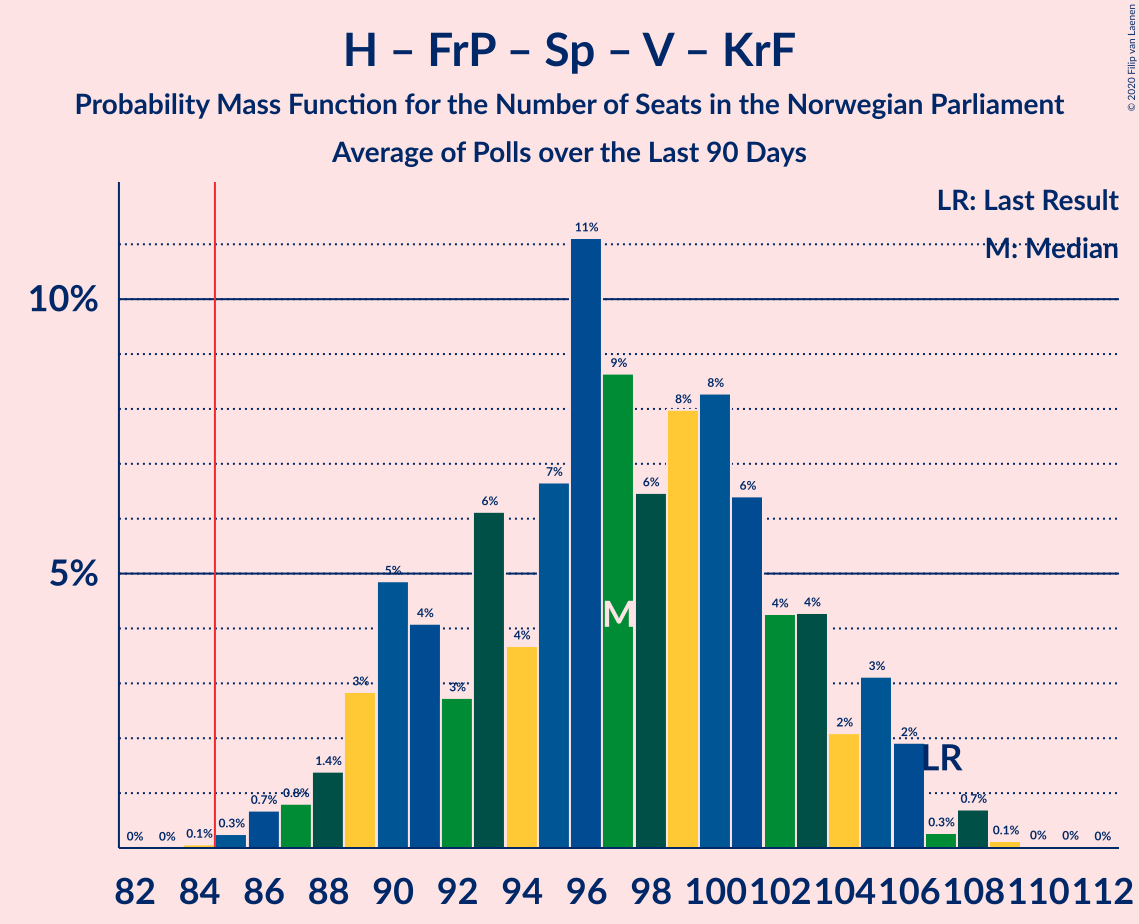 H – FrP – Sp – V – KrF
Probability Mass Function for the Number of Seats in the Norwegian Parliament
Average of Polls over the Last 90 Days
© 2020 Filip van Laenen
LR: Last Result
M: Median
10%
5%
0% 0% 0.1% 0.3% 0.7% 0.8% 1.4% 3% 5% 4% 3% 6% 4% 7% 11% 9% 6% 8% 8% 6% 4% 4% 2% 3% 2% 0.3% 0.7% 0.1% 0% 0% 0%
M
LR
82 84 86 88 90 92 94 96 98 100 102 104 106 108 110 112